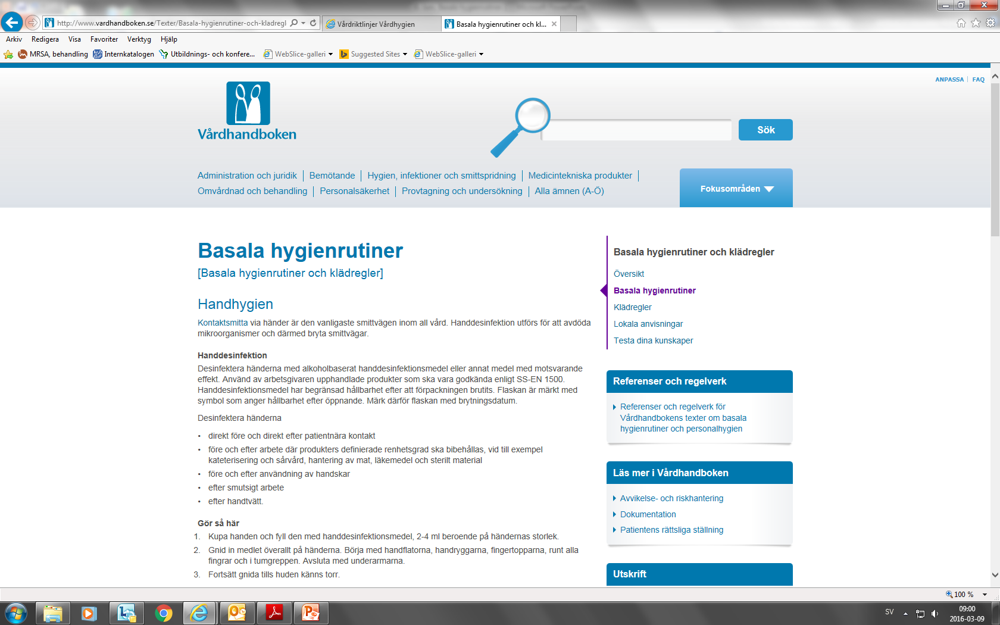 http://www.vardhandboken.se/Texter/Basala-hygienrutiner-och-kladregl
Vårdriktlinjer Vårdhygien
Basala hygienrutiner och kl...
Arkiv Redigera Visa Favoriter Verktyg Hjälp
MRSA, behandling Internkatalogen Utbildnings- och konfere... WebSlice-galleri Suggested Sites WebSlice-galleri
ANPASSA FAQ
Vårdhandboken
Sök
Administration och juridik Bemötande Hygien, infektioner och smittspridning Medicintekniska produkter
Omvårdnad och behandling Personalsäkerhet Provtagning och undersökning Alla ämnen (A-Ö)
Fokusområden
Basala hygienrutiner
[Basala hygienrutiner och klädregler]
Handhygien
Kontaktsmitta via händer är den vanligaste smittvägen inom all vård. Handdesinfektion utförs för att avdöda
mikroorganismer och därmed bryta smittvägar.
Handdesinfektion
Desinfektera händerna med alkoholbaserat handdesinfektionsmedel eller annat medel med motsvarande
effekt. Använd av arbetsgivaren upphandlade produkter som ska vara godkända enligt SS-EN 1500.
Handdesinfektionsmedel har begränsad hållbarhet efter att förpackningen brutits. Flaskan är märkt med
symbol som anger hållbarhet efter öppnande. Märk därför flaskan med brytningsdatum.
Desinfektera händerna
• direkt före och direkt efter patientnära kontakt
• före och efter arbete där produkters definierade renhetsgrad ska bibehållas, vid till exempel
kateterisering och sårvård, hantering av mat, läkemedel och sterilt material
• före och efter användning av handskar
• efter smutsigt arbete
• efter handtvätt.
Gör så här
1. Kupa handen och fyll den med handdesinfektionsmedel, 2-4 ml beroende på händernas storlek.
2. Gnid in medlet överallt på händerna. Börja med handflatorna, handryggarna, fingertopparna, runt alla
fingrar och i tumgreppen. Avsluta med underarmarna.
3. Fortsätt gnida tills huden känns torr.
Basala hygienrutiner och klädregler
Översikt
Basala hygienrutiner
Klädregler
Lokala anvisningar
Testa dina kunskaper
Referenser och regelverk
Referenser och regelverk för
Vårdhandbokens texter om basala
hygienrutiner och personalhygien
Läs mer i Vårdhandboken
Avvikelse- och riskhantering
Dokumentation
Patientens rättsliga ställning
Utskrift
100 %
SV
09:00
2016-03-09